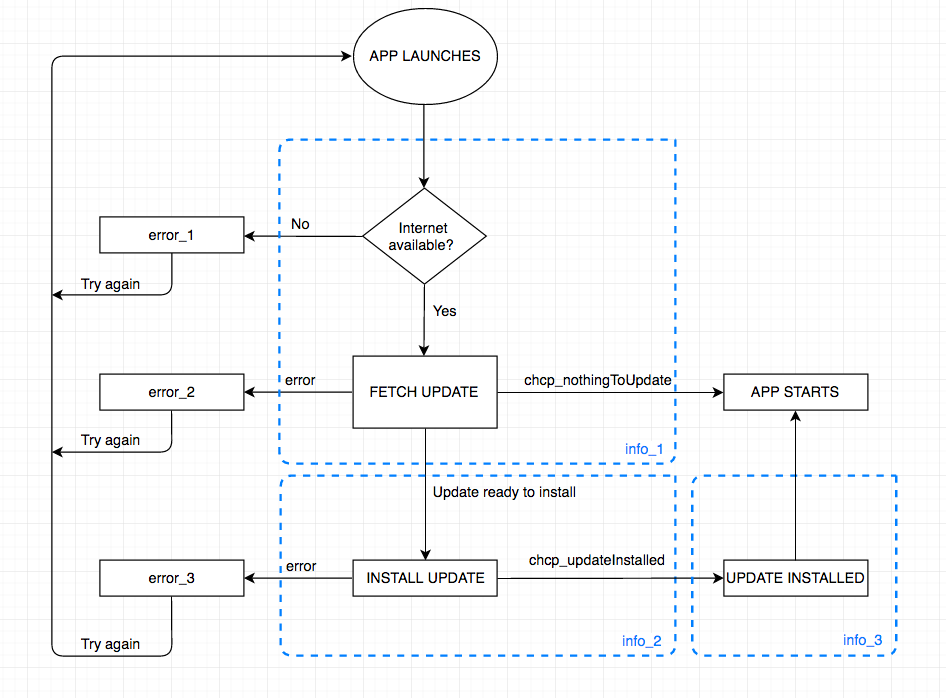 APP LAUNCHES
No
Internet
available?
error_1
Try again
Yes
error
FETCH UPDATE
chcp_nothingToUpdate
APP STARTS
error_2
Try again
info_1
Update ready to install
error
INSTALL UPDATE
chcp_updateInstalled
UPDATE INSTALLED
error_3
Try again
info_2
info_3